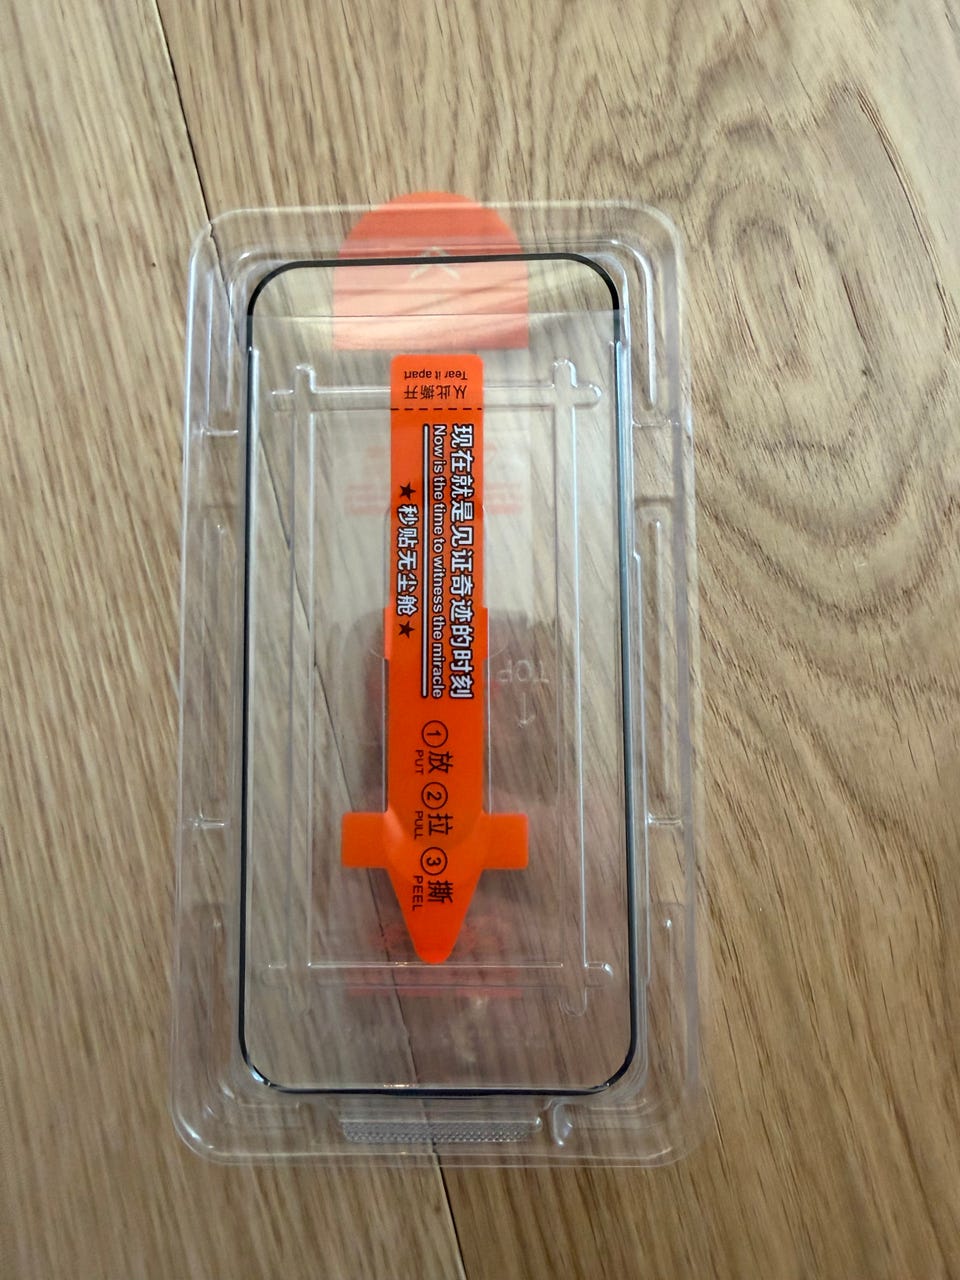 从此撕开
Tear it apart
现在就是见证奇迹的时刻
Now is the time to witness the miracle
★秒贴无尘舱★
①放 ②拉 ③撕
PUT PULL PEEL
TOP